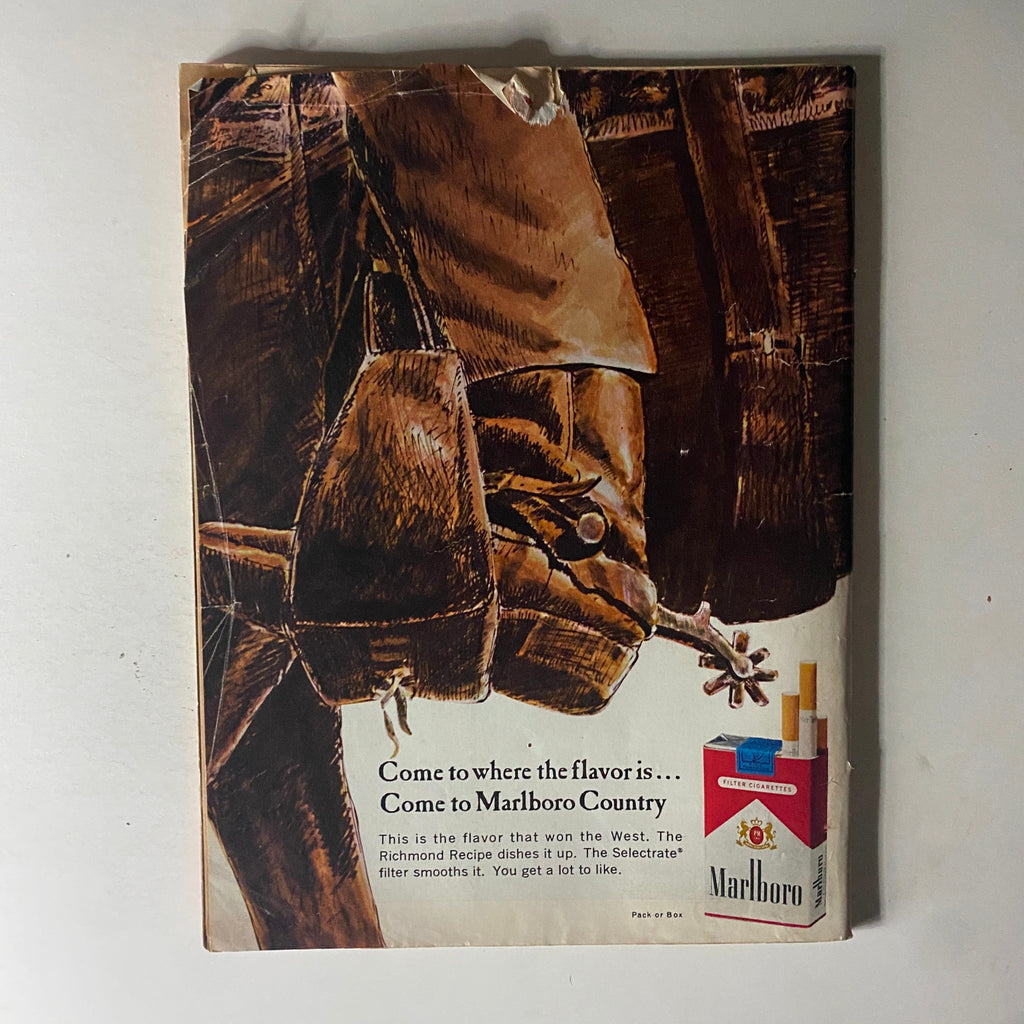 Come to where the flavor is...
Come to Marlboro Country
This is the flavor that won the West. The
Richmond Recipe dishes it up. The Selectrate®
filter smooths it. You get a lot to like.
Pack or Box
FILTER CIGARETTES
Marlboro
Marlboro